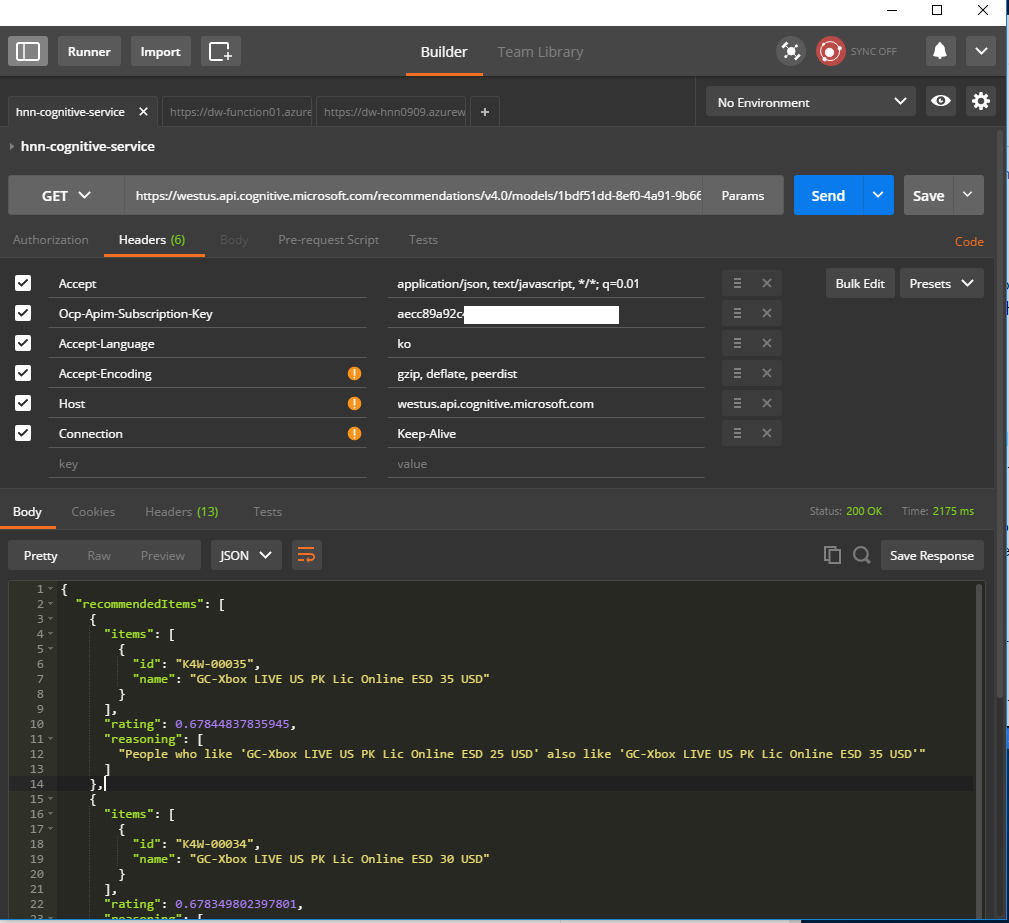 Runner Import Builder Team Library SYNC OFF
hnn-cognitive-service https://dw-function01.azure https://dw-hnn0909.azurew + No Environment
hnn-cognitive-service
GET https://westus.api.cognitive.microsoft.com/recommendations/v4.0/models/1bdf51dd-8ef0-4a91-9b66 Params Send Save
Authorization Headers (6) Body Pre-request Script Tests Code
Accept application/json, text/javascript, */*; q=0.01 Bulk Edit Presets
Ocp-Apim-Subscription-Key aecc89a92c
Accept-Language ko
Accept-Encoding gzip, deflate, peerdist
Host westus.api.cognitive.microsoft.com
Connection Keep-Alive
key value
Body Cookies Headers (13) Tests Status: 200 OK Time: 2175 ms
Pretty Raw Preview JSON Save Response
1 {
2 "recommendedItems": [
3 {
4 "items": [
5 {
6 "id": "K4W-00035",
7 "name": "GC-Xbox LIVE US PK Lic Online ESD 35 USD"
8 }
9 ],
10 "rating": 0.67844837835945,
11 "reasoning": [
12 "People who like 'GC-Xbox LIVE US PK Lic Online ESD 25 USD' also like 'GC-Xbox LIVE US PK Lic Online ESD 35 USD'"
13 ]
14 },
15 {
16 "items": [
17 {
18 "id": "K4W-00034",
19 "name": "GC-Xbox LIVE US PK Lic Online ESD 30 USD"
20 }
21 ],
22 "rating": 0.678349802397801,
23 "reasoning": [